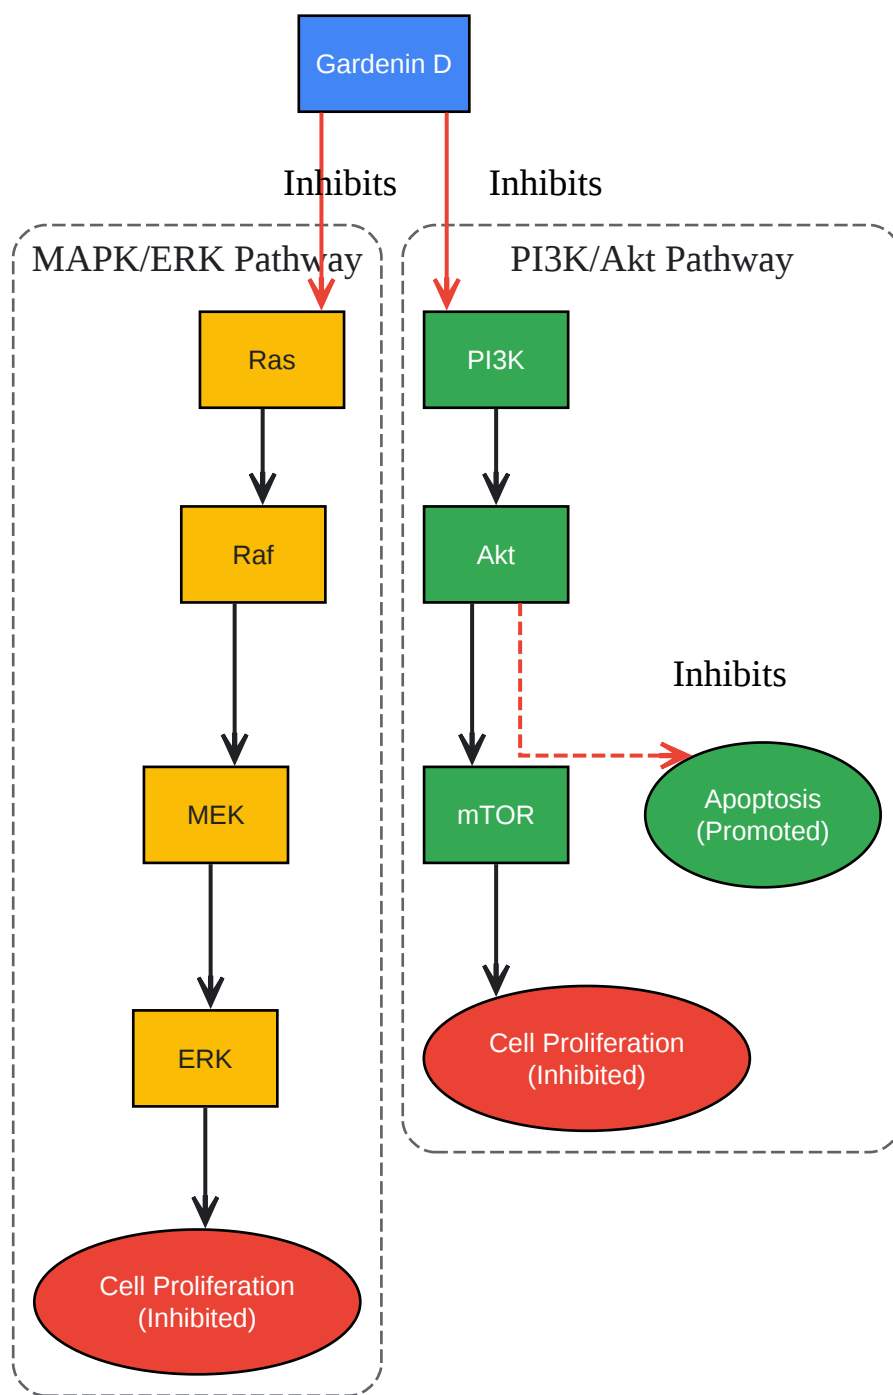 Gardenin D
Inhibits
Inhibits
MAPK/ERK Pathway
PI3K/Akt Pathway
Ras
PI3K
Raf
Akt
Inhibits
MEK
mTOR
Apoptosis
(Promoted)
ERK
Cell Proliferation
(Inhibited)
Cell Proliferation
(Inhibited)